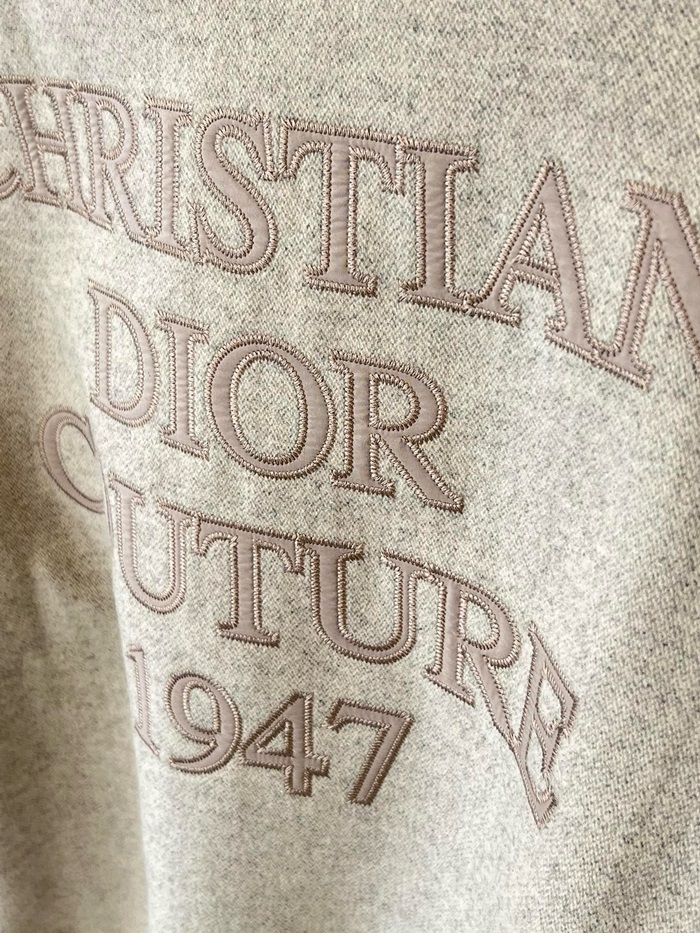 CHRISTIAN
DIOR
COUTURE
1947